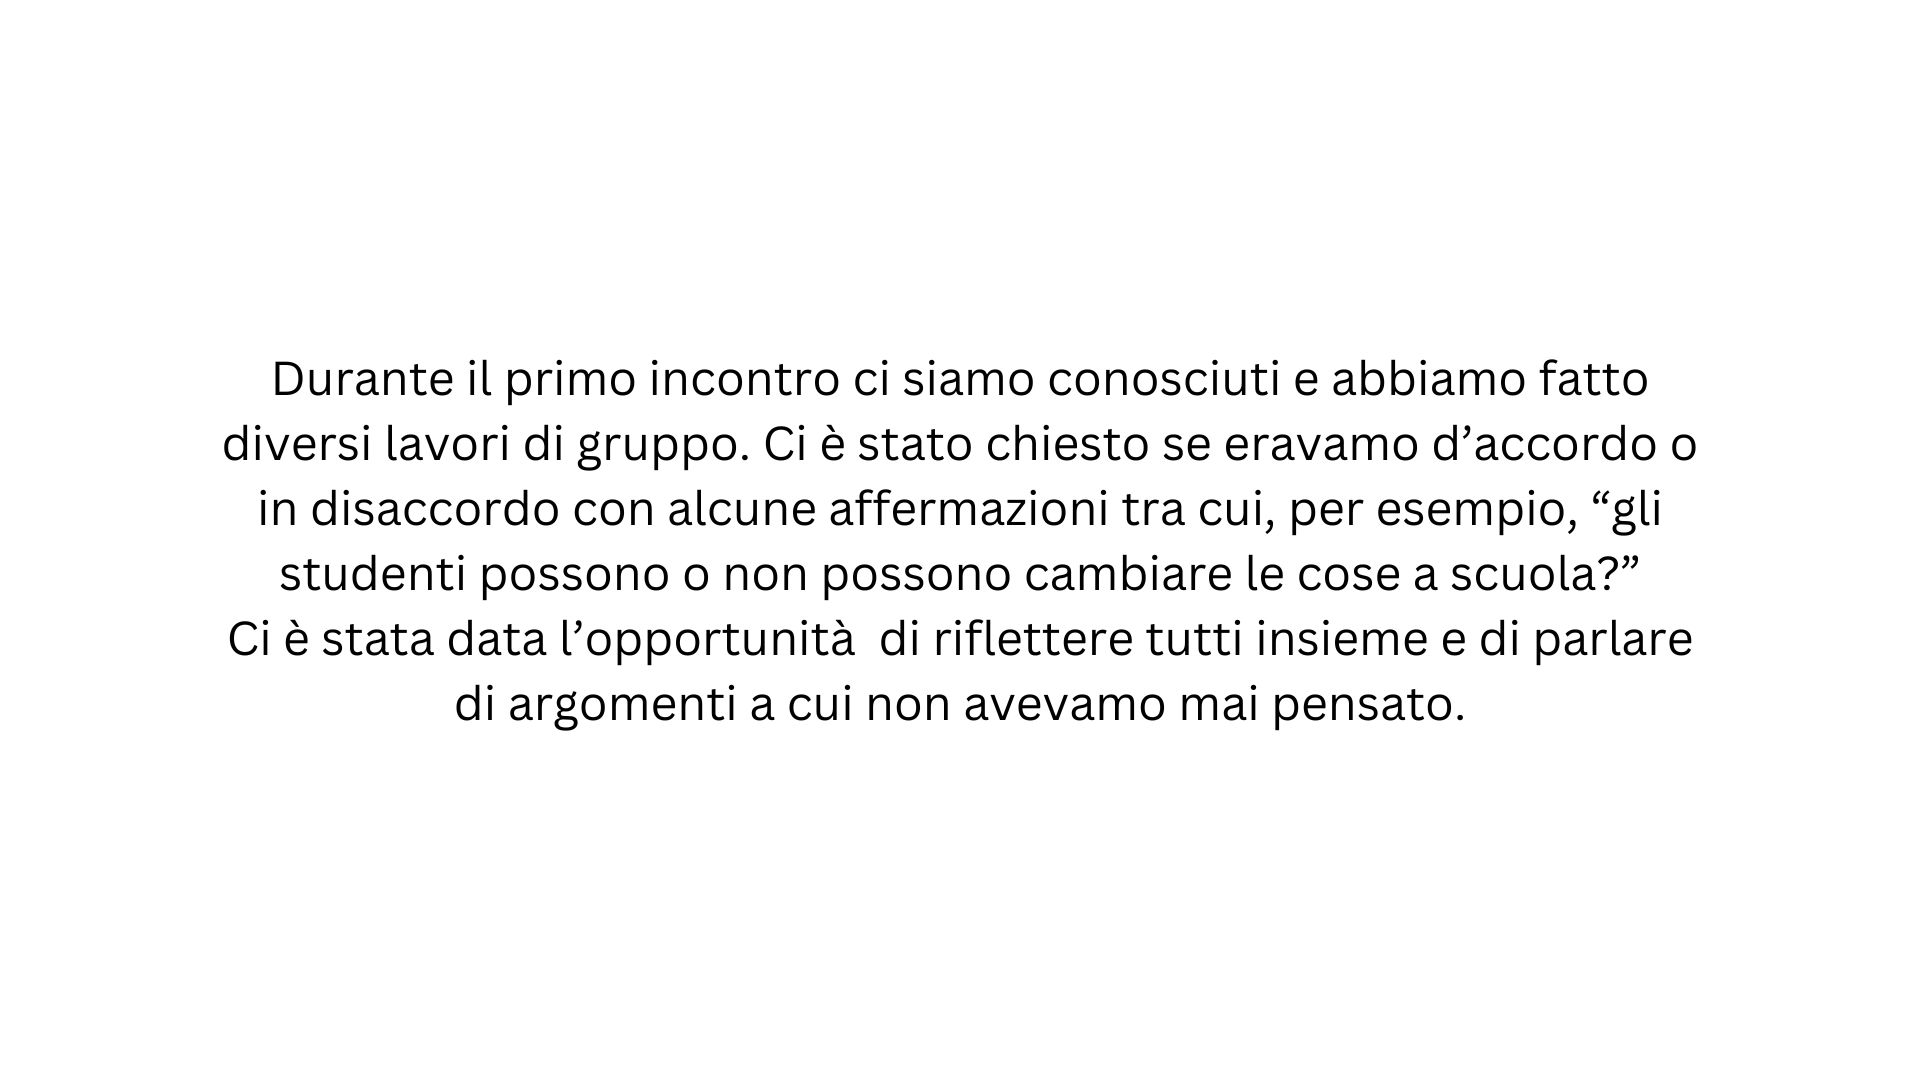 Durante il primo incontro ci siamo conosciuti e abbiamo fatto
diversi lavori di gruppo. Ci è stato chiesto se eravamo d’accordo o
in disaccordo con alcune affermazioni tra cui, per esempio, “gli
studenti possono o non possono cambiare le cose a scuola?”
Ci è stata data l’opportunità  di riflettere tutti insieme e di parlare
di argomenti a cui non avevamo mai pensato.